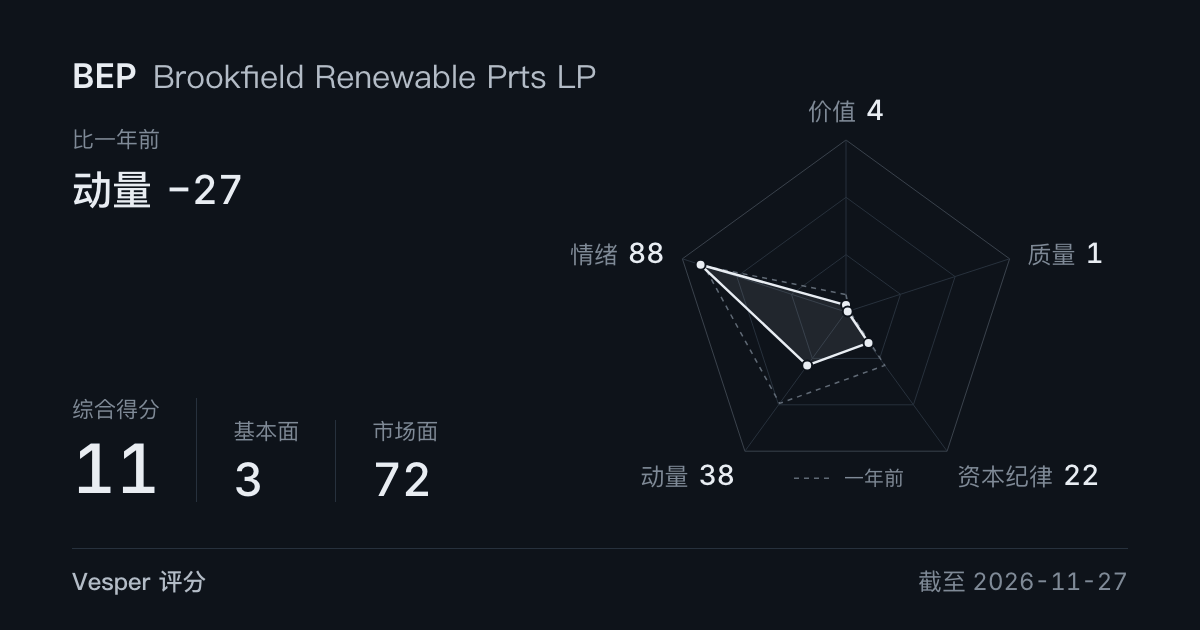 BEP Brookfield Renewable Prts LP
比一年前
动量 −27
价值 4
情绪 88
质量 1
动量 38
一年前
资本纪律 22
综合得分
11
基本面
3
市场面
72
Vesper 评分
截至 2026-11-27